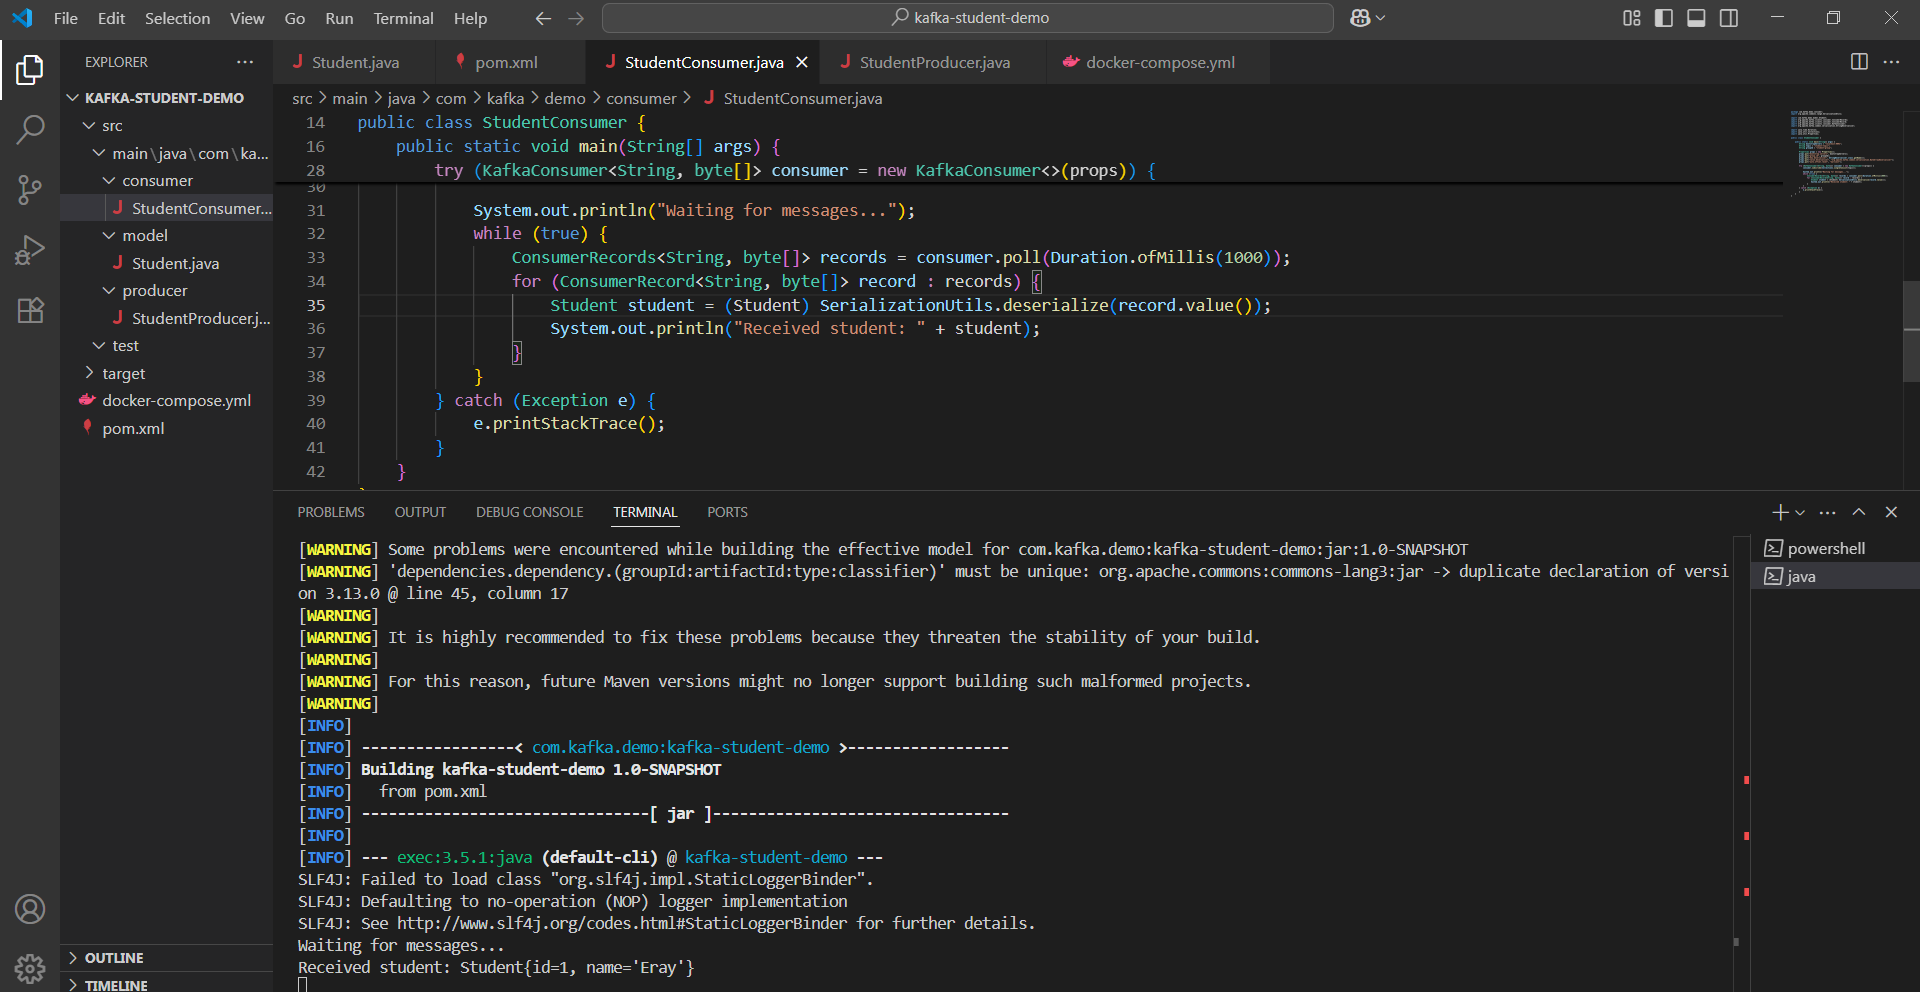 File Edit Selection View Go Run Terminal Help
kafka-student-demo
EXPLORER
KAFKA-STUDENT-DEMO
src
main\java\com\ka...
consumer
StudentConsumer...
model
Student.java
producer
StudentProducer.j...
test
target
docker-compose.yml
pom.xml
OUTLINE
TIMELINE
Student.java pom.xml StudentConsumer.java StudentProducer.java docker-compose.yml
src > main > java > com > kafka > demo > consumer > StudentConsumer.java
14 public class StudentConsumer {
16 public static void main(String[] args) {
28 try (KafkaConsumer<String, byte[]> consumer = new KafkaConsumer<>(props)) {
30
31 System.out.println("Waiting for messages...");
32 while (true) {
33 ConsumerRecords<String, byte[]> records = consumer.poll(Duration.ofMillis(1000));
34 for (ConsumerRecord<String, byte[]> record : records) {
35 Student student = (Student) SerializationUtils.deserialize(record.value());
36 System.out.println("Received student: " + student);
37 }
38 }
39 } catch (Exception e) {
40 e.printStackTrace();
41 }
42 }
PROBLEMS OUTPUT DEBUG CONSOLE TERMINAL PORTS
[WARNING] Some problems were encountered while building the effective model for com.kafka.demo:kafka-student-demo:jar:1.0-SNAPSHOT
[WARNING] 'dependencies.dependency.(groupId:artifactId:type:classifier)' must be unique: org.apache.commons:commons-lang3:jar -> duplicate declaration of versi
on 3.13.0 @ line 45, column 17
[WARNING]
[WARNING] It is highly recommended to fix these problems because they threaten the stability of your build.
[WARNING]
[WARNING] For this reason, future Maven versions might no longer support building such malformed projects.
[WARNING]
[INFO]
[INFO] -----------------< com.kafka.demo:kafka-student-demo >------------------
[INFO] Building kafka-student-demo 1.0-SNAPSHOT
[INFO] from pom.xml
[INFO] --------------------------------[ jar ]---------------------------------
[INFO]
[INFO] --- exec:3.5.1:java (default-cli) @ kafka-student-demo ---
SLF4J: Failed to load class "org.slf4j.impl.StaticLoggerBinder".
SLF4J: Defaulting to no-operation (NOP) logger implementation
SLF4J: See http://www.slf4j.org/codes.html#StaticLoggerBinder for further details.
Waiting for messages...
Received student: Student{id=1, name='Eray'}
powershell
java